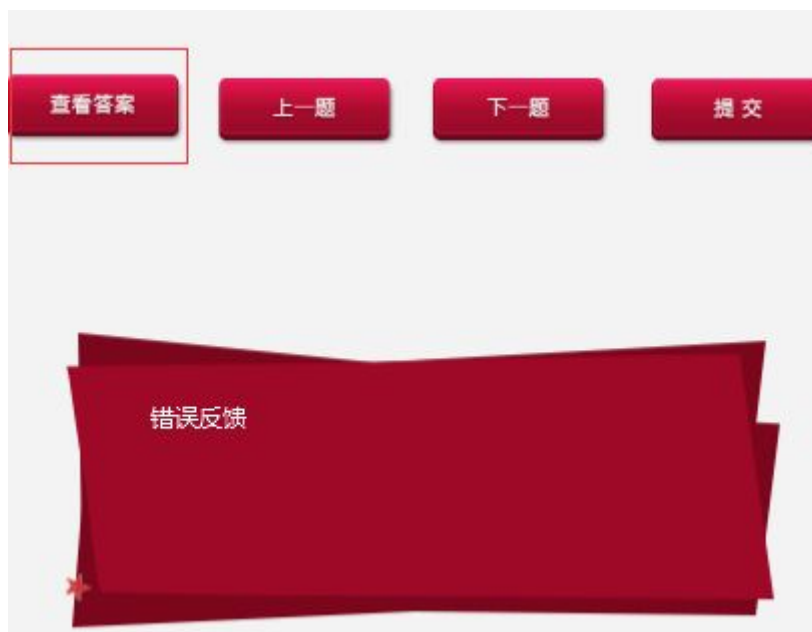 查看答案
上一题
下一题
提 交
错误反馈